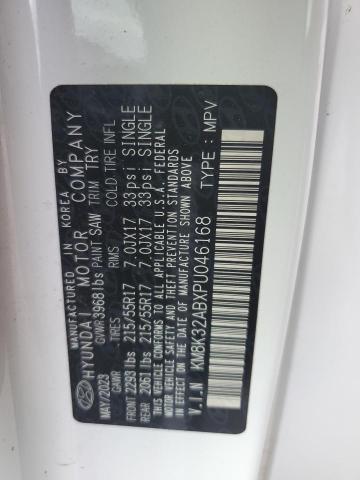 MANUFACTURED IN KOREA BY
HYUNDAI MOTOR COMPANY
MAY/2023 GVWR 3968lbs PAINT SAW TRIM TRY
GAWR TIRES RIMS COLD TIRE INFL
FRONT 2293 lbs 215/55R17 7.0JX17 33psi SINGLE
REAR 2061 lbs 215/55R17 7.0JX17 33psi SINGLE
THIS VEHICLE CONFORMS TO ALL APPLICABLE U.S.A. FEDERAL
MOTOR VEHICLE SAFETY AND THEFT PREVENTION STANDARDS
IN EFFECT ON THE DATE OF MANUFACTURE SHOWN ABOVE
V.I.N KM8K32ABXPU046168 TYPE: MPV